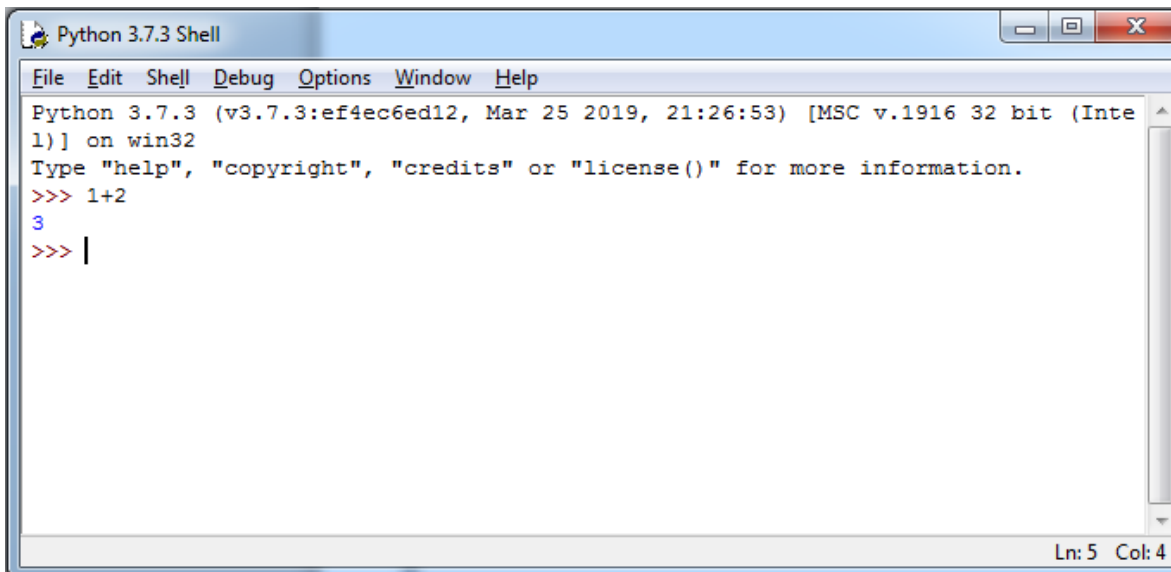 Python 3.7.3 Shell
File Edit Shell Debug Options Window Help
Python 3.7.3 (v3.7.3:ef4ec6ed12, Mar 25 2019, 21:26:53) [MSC v.1916 32 bit (Inte
l)] on win32
Type "help", "copyright", "credits" or "license()" for more information.
>>> 1+2
3
>>>
Ln: 5 Col: 4